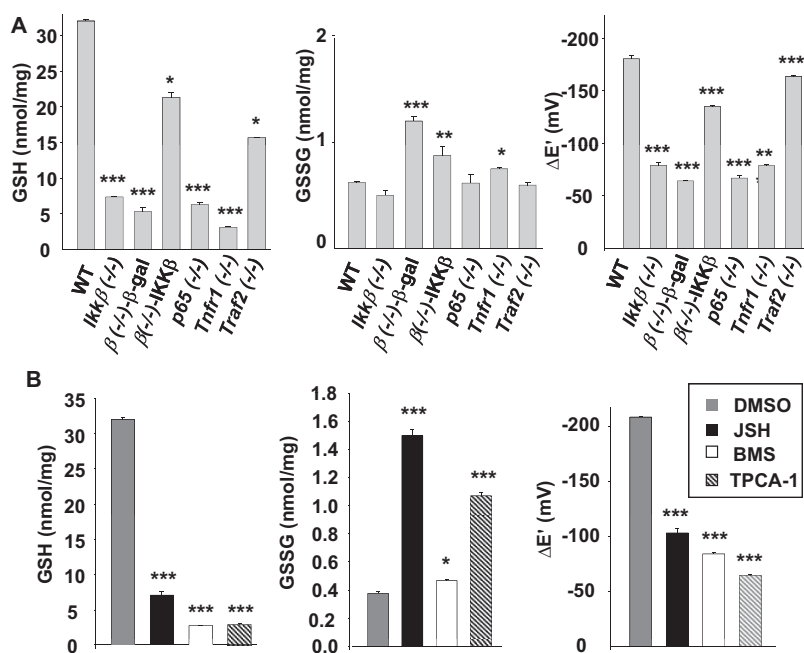 A
GSH (nmol/mg)
30
25
20
15
10
5
0
***
***
*
***
***
*
WT
Ikkβ (-/-)
β (-/-)-β-gal
β(-/-)-IKKβ
p65 (-/-)
Tnfr1 (-/-)
Traf2 (-/-)
GSSG (nmol/mg)
2
1
0
***
**
*
WT
Ikkβ (-/-)
β (-/-)-β-gal
β(-/-)-IKKβ
p65 (-/-)
Tnfr1 (-/-)
Traf2 (-/-)
ΔE' (mV)
-200
-150
-100
-50
0
***
***
***
***
**
***
WT
Ikkβ (-/-)
β (-/-)-β-gal
β(-/-)-IKKβ
p65 (-/-)
Tnfr1 (-/-)
Traf2 (-/-)
B
GSH (nmol/mg)
35
30
25
20
15
10
5
0
***
***
***
GSSG (nmol/mg)
1.8
1.6
1.4
1.2
1.0
0.8
0.6
0.4
0.2
0.0
***
*
***
ΔE' (mV)
-200
-150
-100
-50
0
***
***
***
DMSO
JSH
BMS
TPCA-1